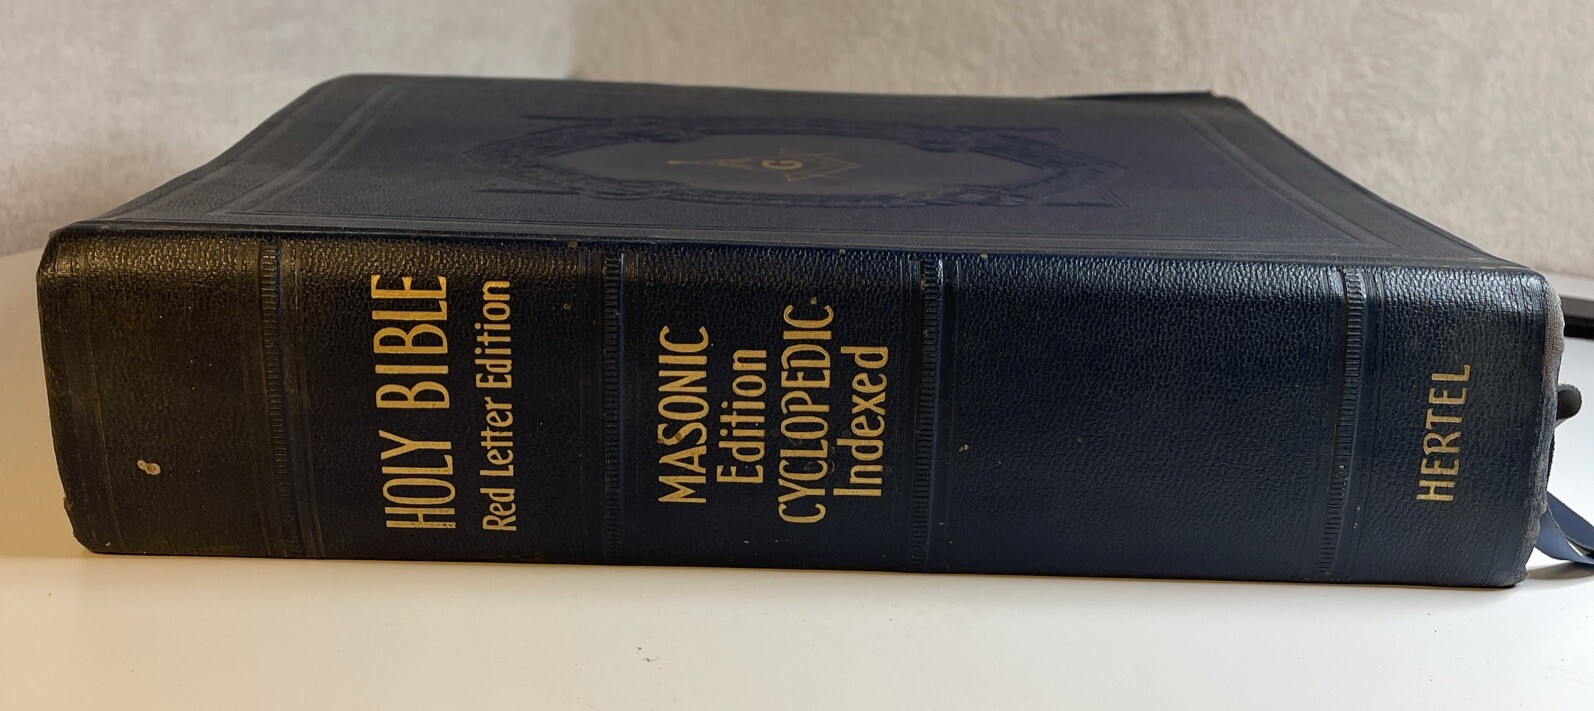 HOLY BIBLE
Red Letter Edition
MASONIC
Edition
CYCLOPEDIC
Indexed
HERTEL
G